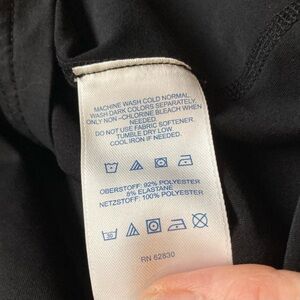 MACHINE WASH COLD NORMAL.
WASH DARK COLORS SEPARATELY.
ONLY NON-CHLORINE BLEACH WHEN
NEEDED.
DO NOT USE FABRIC SOFTENER.
TUMBLE DRY LOW
COOL IRON IF NEEDED.
OBERSTOFF: 92% POLYESTER
8% ELASTANE
NETZSTOFF: 100% POLYESTER
30
RN 62830